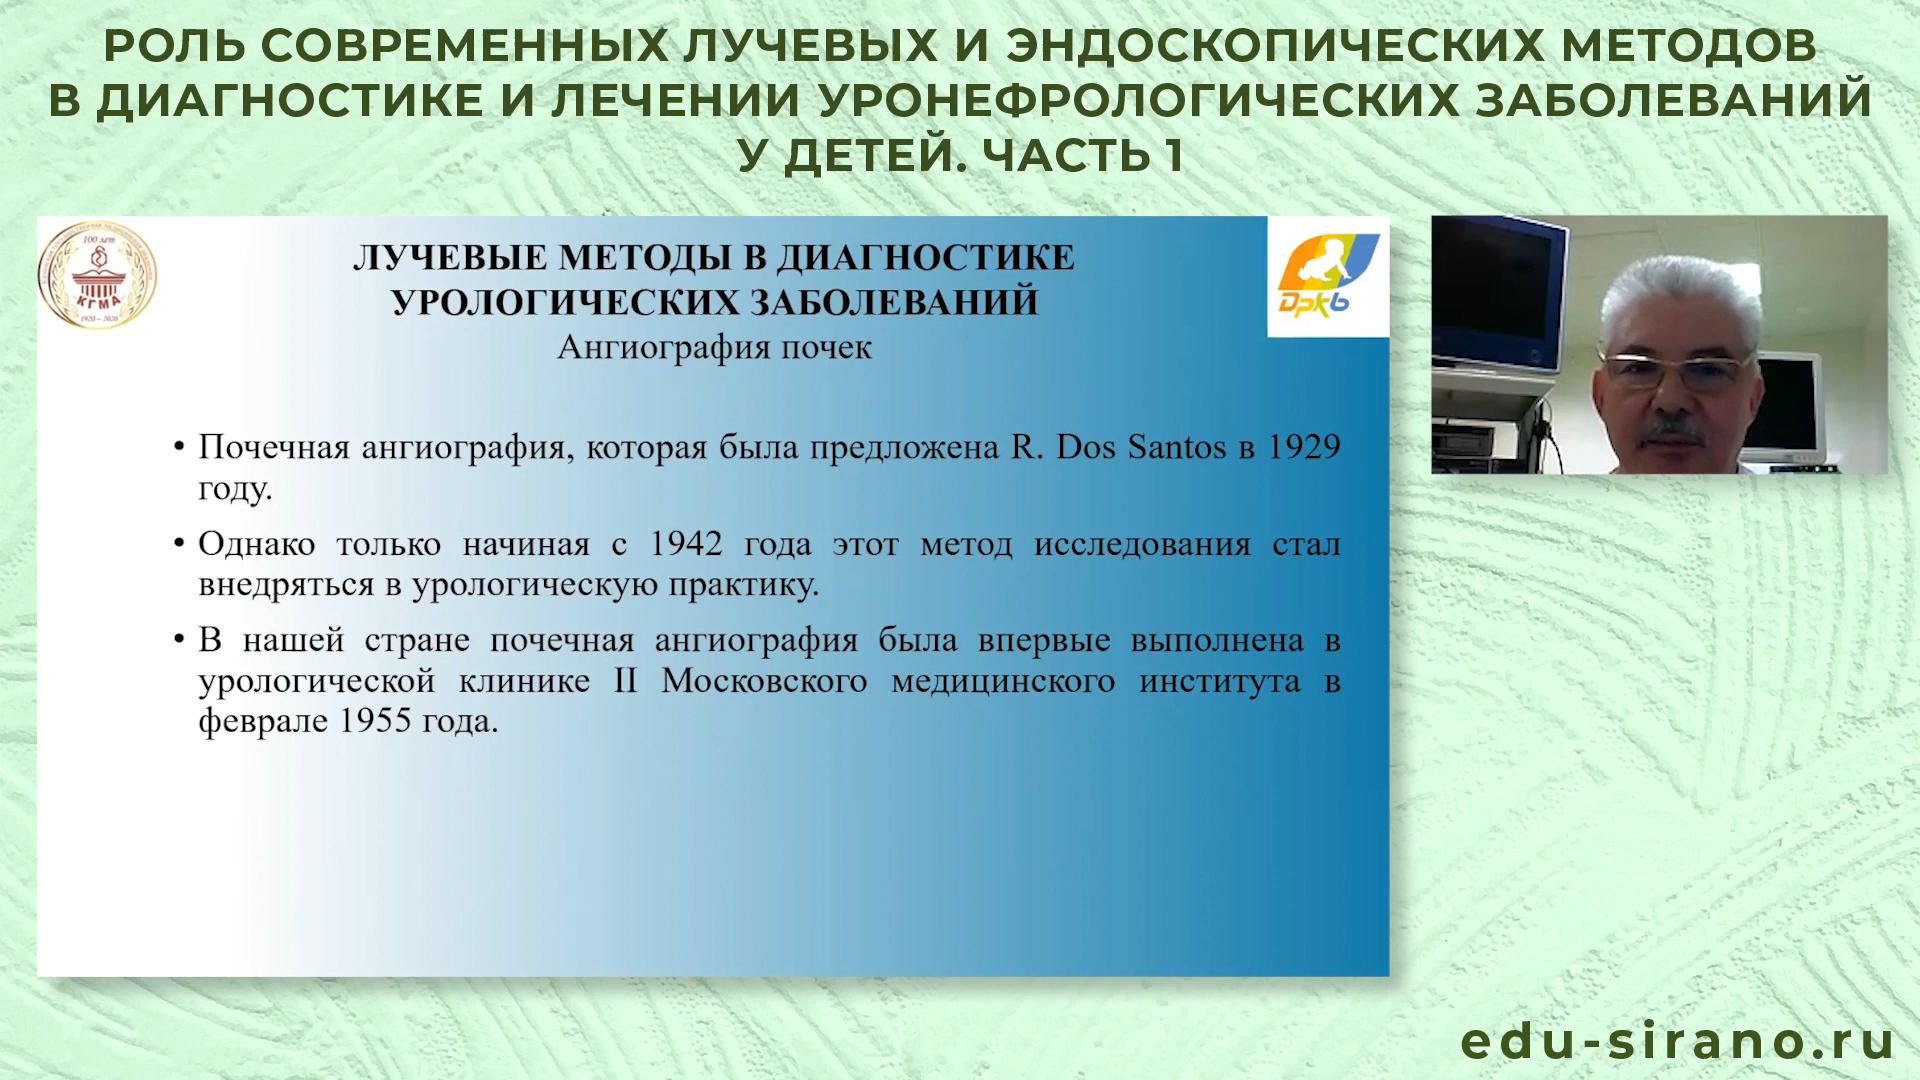 РОЛЬ СОВРЕМЕННЫХ ЛУЧЕВЫХ И ЭНДОСКОПИЧЕСКИХ МЕТОДОВ
В ДИАГНОСТИКЕ И ЛЕЧЕНИИ УРОНЕФРОЛОГИЧЕСКИХ ЗАБОЛЕВАНИЙ
У ДЕТЕЙ. ЧАСТЬ 1
100 лет
КГМА
1920 – 2020
ЛУЧЕВЫЕ МЕТОДЫ В ДИАГНОСТИКЕ
УРОЛОГИЧЕСКИХ ЗАБОЛЕВАНИЙ
Ангиография почек
ДРКБ
• Почечная ангиография, которая была предложена R. Dos Santos в 1929
году.
• Однако только начиная с 1942 года этот метод исследования стал
внедряться в урологическую практику.
• В нашей стране почечная ангиография была впервые выполнена в
урологической клинике II Московского медицинского института в
феврале 1955 года.
edu-sirano.ru